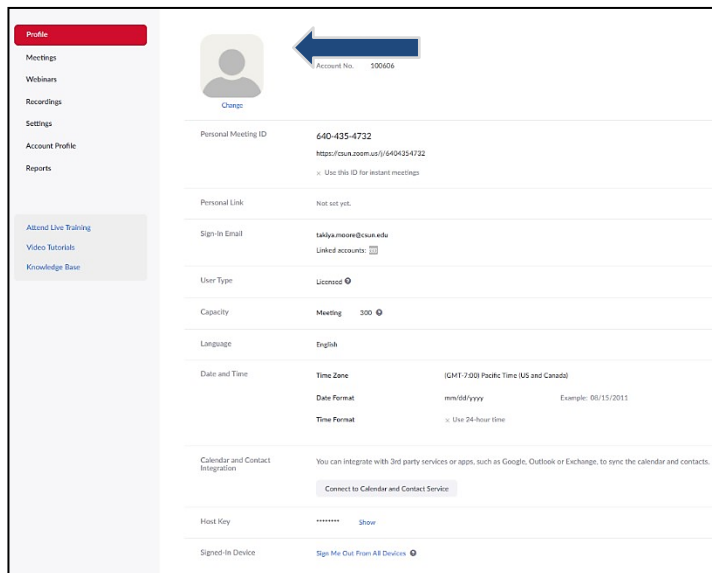 Profile
Meetings
Webinars
Recordings
Settings
Account Profile
Reports
Attend Live Training
Video Tutorials
Knowledge Base
Account No. 100606
Change
Personal Meeting ID 640-435-4732
https://csun.zoom.us/j/6404354732
× Use this ID for instant meetings
Personal Link Not set yet.
Sign-In Email takiya.moore@csun.edu
Linked accounts:
User Type Licensed
Capacity Meeting 300
Language English
Date and Time Time Zone (GMT-7:00) Pacific Time (US and Canada)
Date Format mm/dd/yyyy Example: 08/15/2011
Time Format × Use 24-hour time
Calendar and Contact
Integration
You can integrate with 3rd party services or apps, such as Google, Outlook or Exchange, to sync the calendar and contacts.
Connect to Calendar and Contact Service
Host Key ******** Show
Signed-In Device Sign Me Out From All Devices